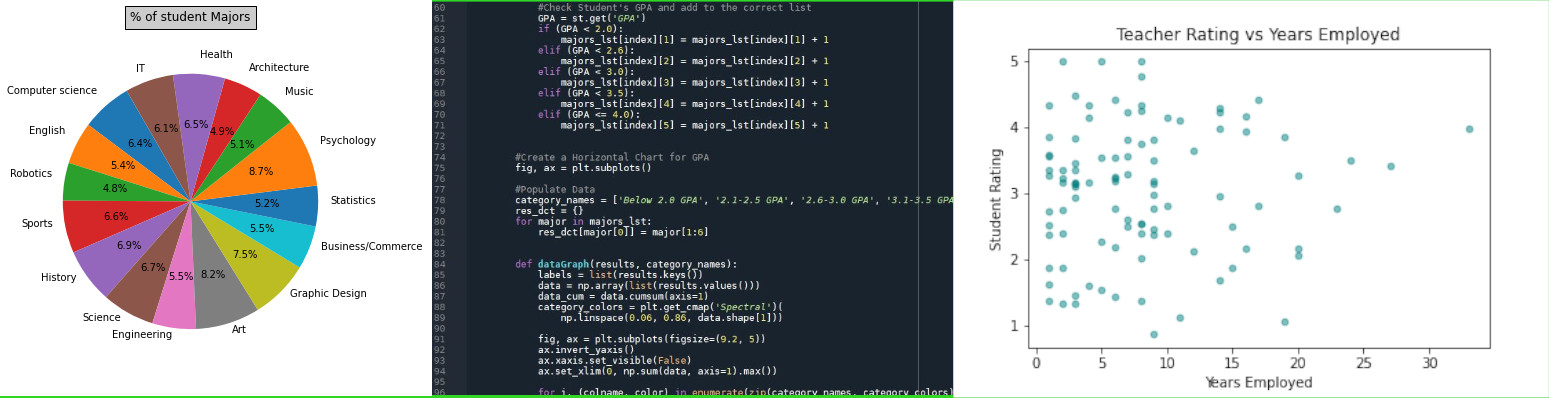 % of student Majors
Health
IT
Architecture
Computer science
Music
English
Psychology
Robotics
Statistics
Sports
Business/Commerce
History
Graphic Design
Science
Engineering
Art
6.5%
4.9%
6.1%
5.1%
6.4%
8.7%
5.4%
4.8%
5.2%
6.6%
5.5%
6.9%
7.5%
6.7%
5.5%
8.2%
60 #Check Student's GPA and add to the correct list
61 GPA = st.get('GPA')
62 if (GPA < 2.0):
63 majors_lst[index][1] = majors_lst[index][1] + 1
64 elif (GPA < 2.6):
65 majors_lst[index][2] = majors_lst[index][2] + 1
66 elif (GPA < 3.0):
67 majors_lst[index][3] = majors_lst[index][3] + 1
68 elif (GPA < 3.5):
69 majors_lst[index][4] = majors_lst[index][4] + 1
70 elif (GPA <= 4.0):
71 majors_lst[index][5] = majors_lst[index][5] + 1
72
73
74 #Create a Horizontal Chart for GPA
75 fig, ax = plt.subplots()
76
77 #Populate Data
78 category_names = ['Below 2.0 GPA', '2.1-2.5 GPA', '2.6-3.0 GPA', '3.1-3.5 GPA
79 res_dct = {}
80 for major in majors_lst:
81 res_dct[major[0]] = major[1:6]
82
83
84 def dataGraph(results, category_names):
85 labels = list(results.keys())
86 data = np.array(list(results.values()))
87 data_cum = data.cumsum(axis=1)
88 category_colors = plt.get_cmap('Spectral')(
89 np.linspace(0.06, 0.86, data.shape[1]))
90
91 fig, ax = plt.subplots(figsize=(9.2, 5))
92 ax.invert_yaxis()
93 ax.xaxis.set_visible(False)
94 ax.set_xlim(0, np.sum(data, axis=1).max())
95
96 for i, (colname, color) in enumerate(zip(category_names, category_colors)
Teacher Rating vs Years Employed
Student Rating
5
4
3
2
1
0 5 10 15 20 25 30
Years Employed